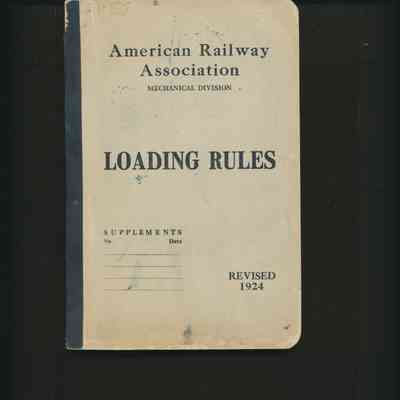 American Railway
Association
MECHANICAL DIVISION
LOADING RULES
SUPPLEMENTS
No. Date
REVISED
1924